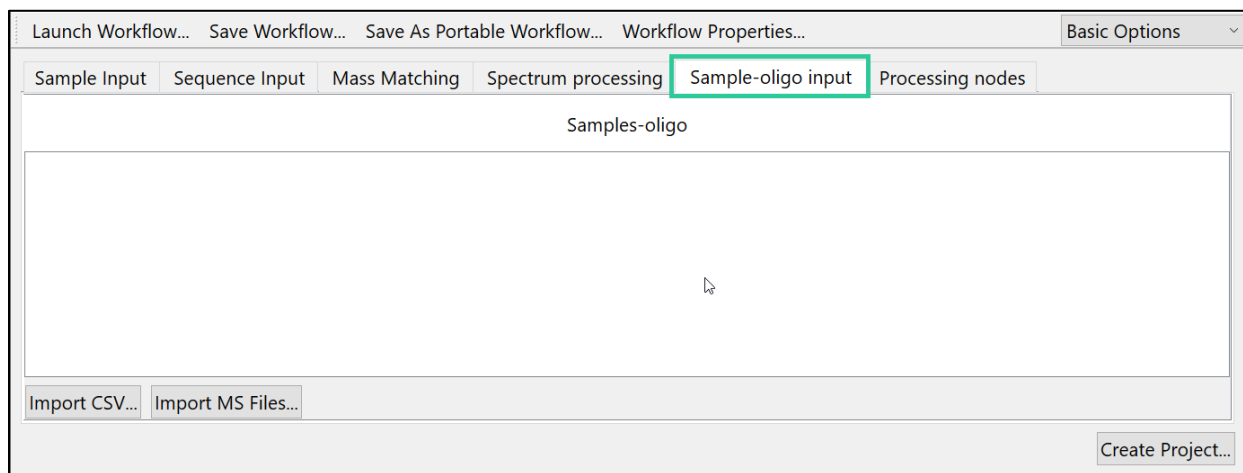 Launch Workflow... Save Workflow... Save As Portable Workflow... Workflow Properties... Basic Options
Sample Input Sequence Input Mass Matching Spectrum processing Sample-oligo input Processing nodes
Samples-oligo
Import CSV... Import MS Files...
Create Project...